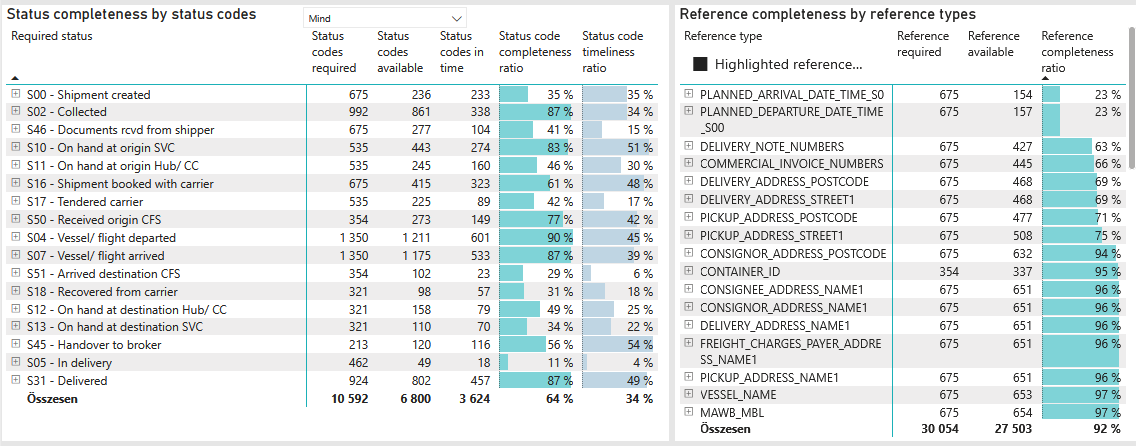 Status completeness by status codes
Mind
Required status Status codes required Status codes available Status codes in time Status code completeness ratio Status code timeliness ratio
S00 - Shipment created 675 236 233 35 % 35 %
S02 - Collected 992 861 338 87 % 34 %
S46 - Documents rcvd from shipper 675 277 104 41 % 15 %
S10 - On hand at origin SVC 535 443 274 83 % 51 %
S11 - On hand at origin Hub/ CC 535 245 160 46 % 30 %
S16 - Shipment booked with carrier 675 415 323 61 % 48 %
S17 - Tendered carrier 535 225 89 42 % 17 %
S50 - Received origin CFS 354 273 149 77 % 42 %
S04 - Vessel/ flight departed 1 350 1 211 601 90 % 45 %
S07 - Vessel/ flight arrived 1 350 1 175 533 87 % 39 %
S51 - Arrived destination CFS 354 102 23 29 % 6 %
S18 - Recovered from carrier 321 98 57 31 % 18 %
S12 - On hand at destination Hub/ CC 321 158 79 49 % 25 %
S13 - On hand at destination SVC 321 110 70 34 % 22 %
S45 - Handover to broker 213 120 116 56 % 54 %
S05 - In delivery 462 49 18 11 % 4 %
S31 - Delivered 924 802 457 87 % 49 %
Összesen 10 592 6 800 3 624 64 % 34 %
Reference completeness by reference types
Reference type Reference required Reference available Reference completeness ratio
Highlighted reference...
PLANNED_ARRIVAL_DATE_TIME_S0 675 154 23 %
PLANNED_DEPARTURE_DATE_TIME 675 157 23 %
_S00
DELIVERY_NOTE_NUMBERS 675 427 63 %
COMMERCIAL_INVOICE_NUMBERS 675 445 66 %
DELIVERY_ADDRESS_POSTCODE 675 468 69 %
DELIVERY_ADDRESS_STREET1 675 468 69 %
PICKUP_ADDRESS_POSTCODE 675 477 71 %
PICKUP_ADDRESS_STREET1 675 508 75 %
CONSIGNOR_ADDRESS_POSTCODE 675 632 94 %
CONTAINER_ID 354 337 95 %
CONSIGNEE_ADDRESS_NAME1 675 651 96 %
CONSIGNOR_ADDRESS_NAME1 675 651 96 %
DELIVERY_ADDRESS_NAME1 675 651 96 %
FREIGHT_CHARGES_PAYER_ADDRE 675 651 96 %
SS_NAME1
PICKUP_ADDRESS_NAME1 675 651 96 %
VESSEL_NAME 675 653 97 %
MAWB_MBL 675 654 97 %
Összesen 30 054 27 503 92 %